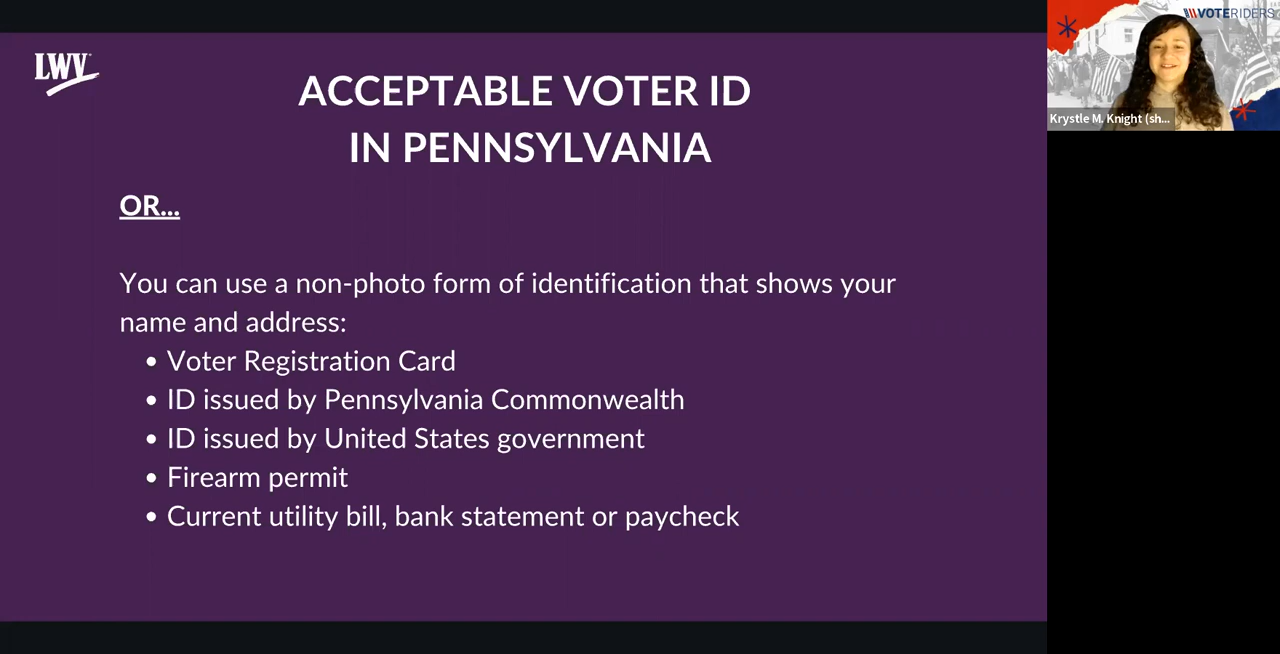 LWV
ACCEPTABLE VOTER ID
IN PENNSYLVANIA
OR...
You can use a non-photo form of identification that shows your
name and address:
• Voter Registration Card
• ID issued by Pennsylvania Commonwealth
• ID issued by United States government
• Firearm permit
• Current utility bill, bank statement or paycheck
VOTERIDERS
Krystle M. Knight (sh...